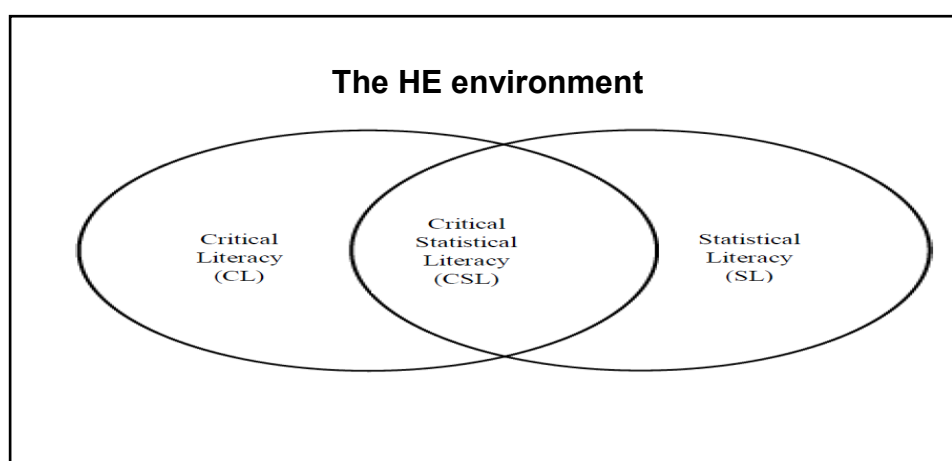 The HE environment
Critical
Literacy
(CL)
Critical
Statistical
Literacy
(CSL)
Statistical
Literacy
(SL)